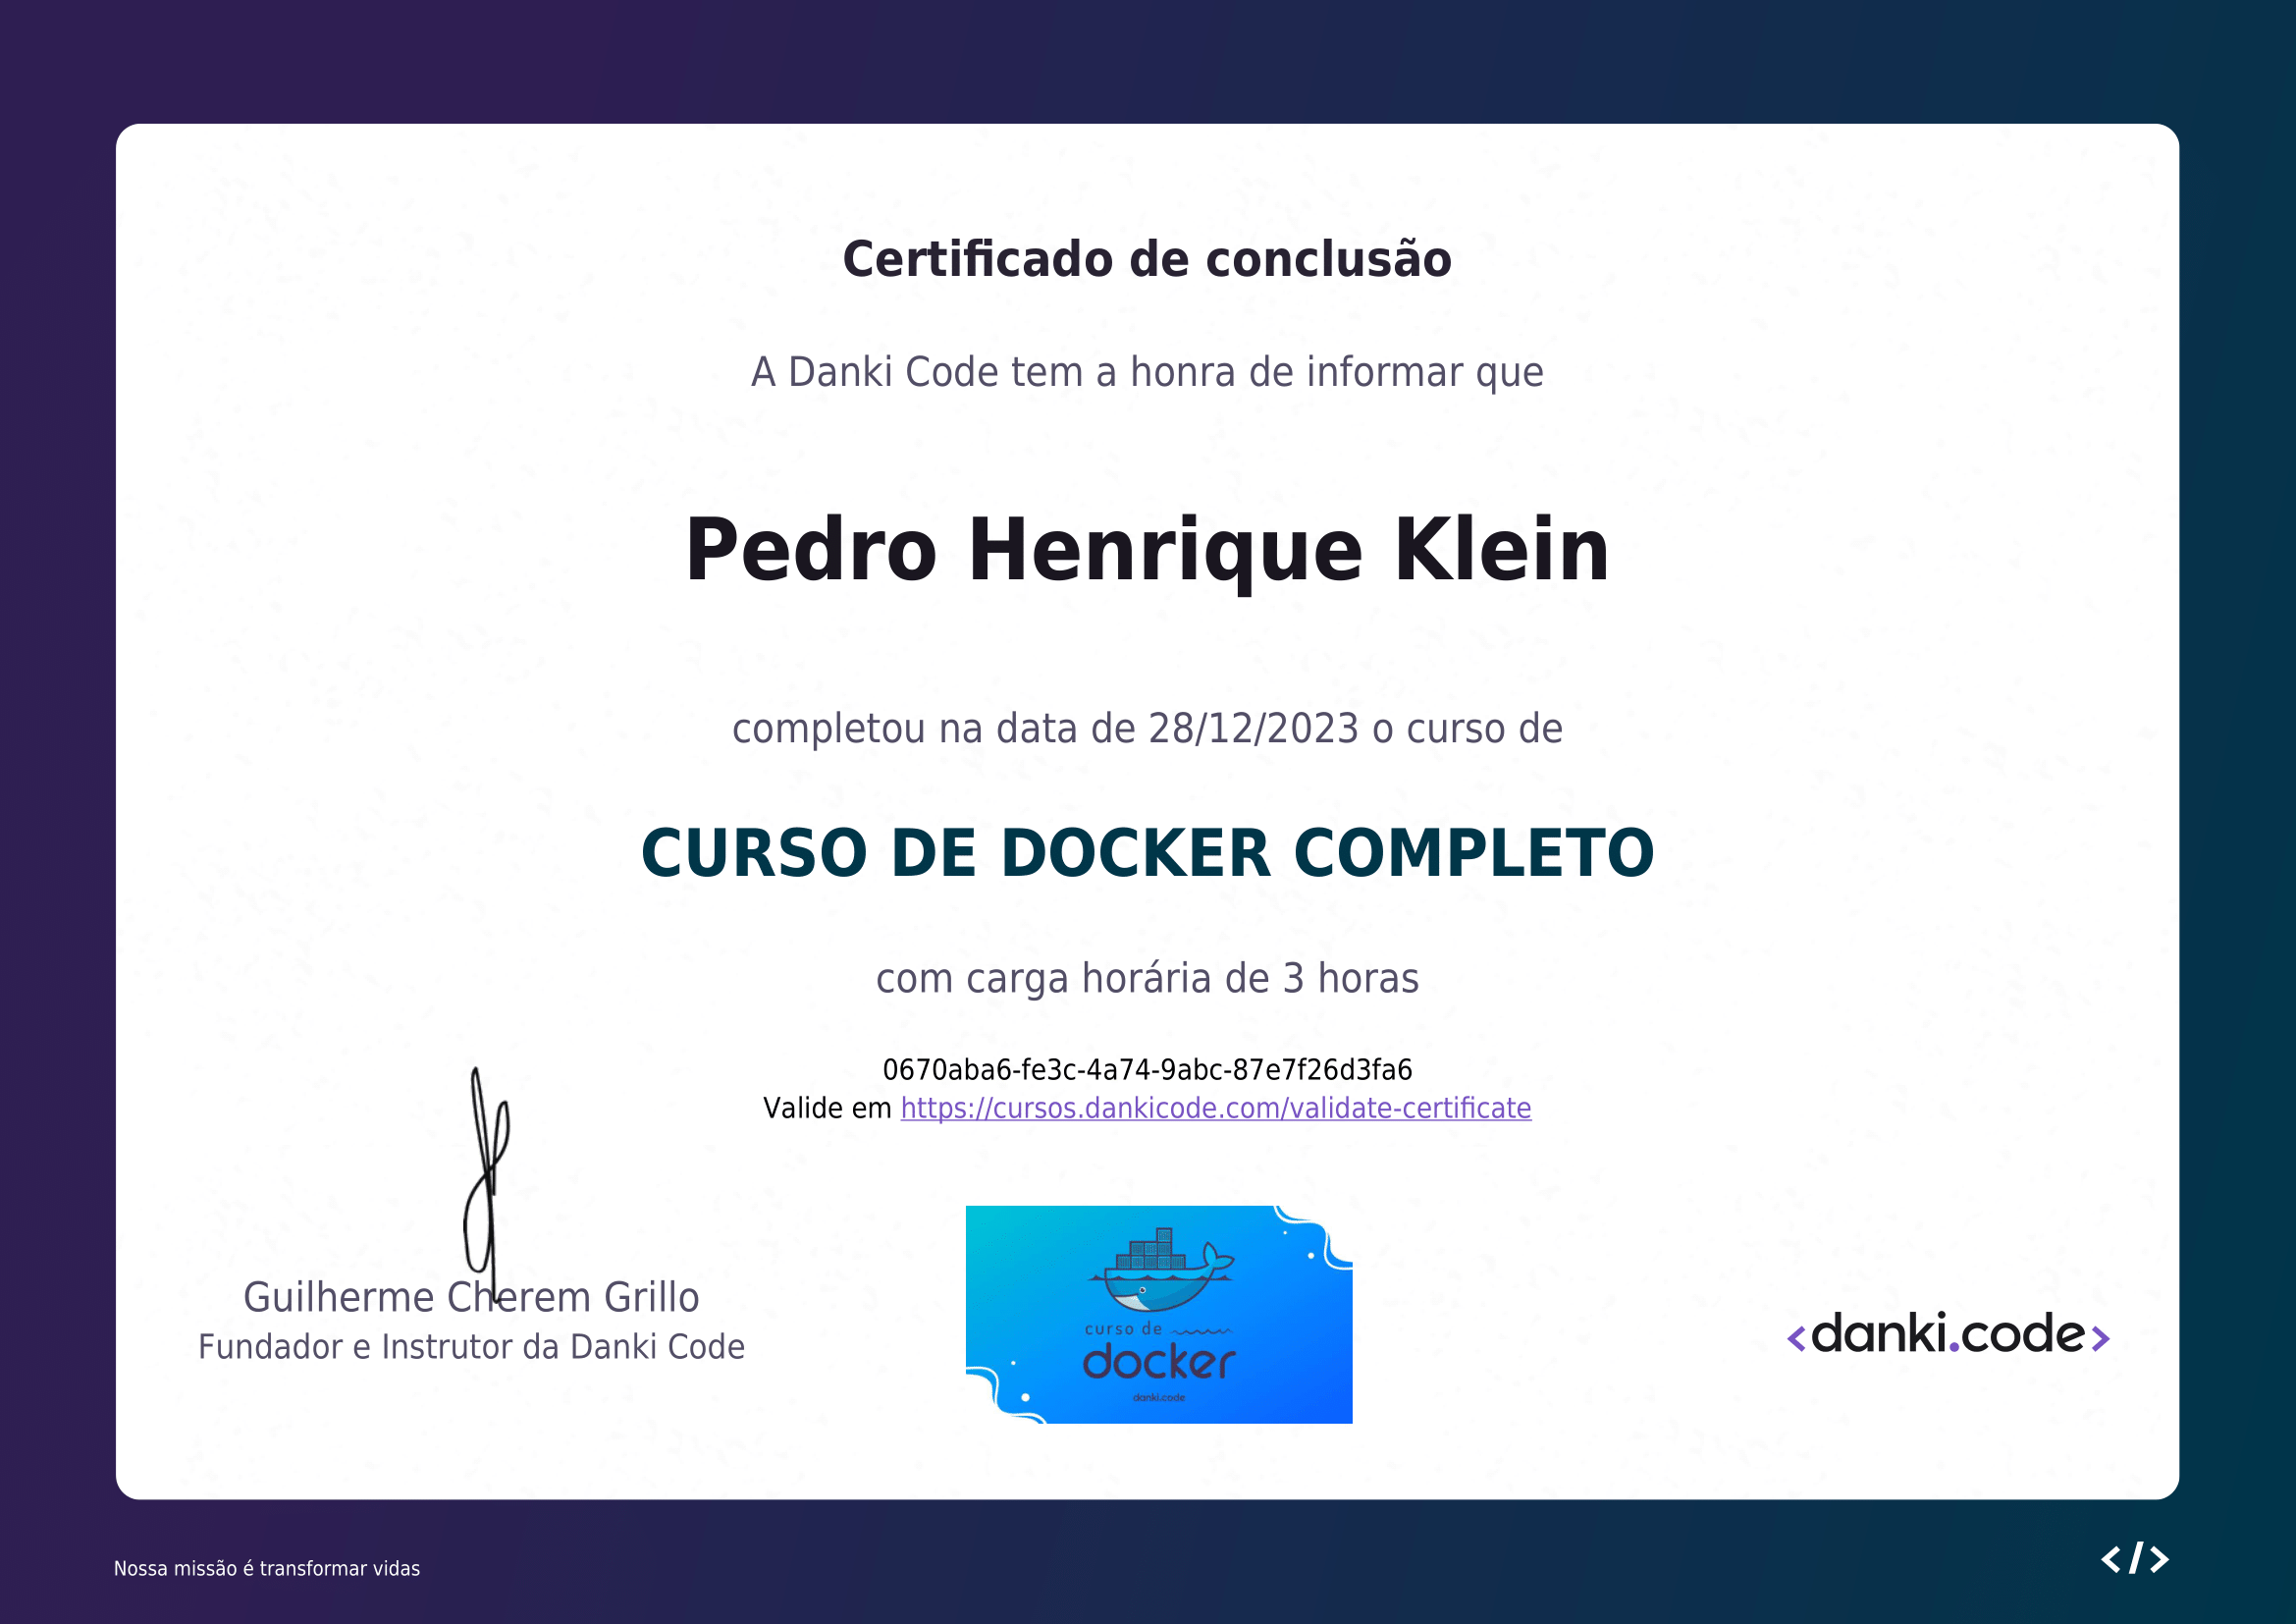 Certificado de conclusão
A Danki Code tem a honra de informar que
Pedro Henrique Klein
completou na data de 28/12/2023 o curso de
CURSO DE DOCKER COMPLETO
com carga horária de 3 horas
0670aba6-fe3c-4a74-9abc-87e7f26d3fa6
Valide em https://cursos.dankicode.com/validate-certificate
Guilherme Cherem Grillo
Fundador e Instrutor da Danki Code
curso de
docker
danki.code
<danki.code>
Nossa missão é transformar vidas
</>